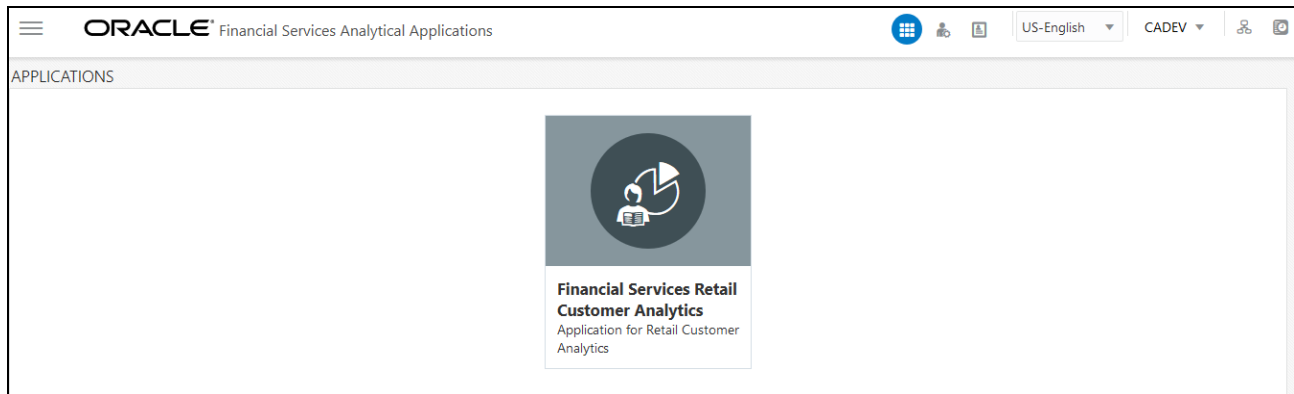 ORACLE® Financial Services Analytical Applications US-English CADEV
APPLICATIONS
Financial Services Retail
Customer Analytics
Application for Retail Customer
Analytics